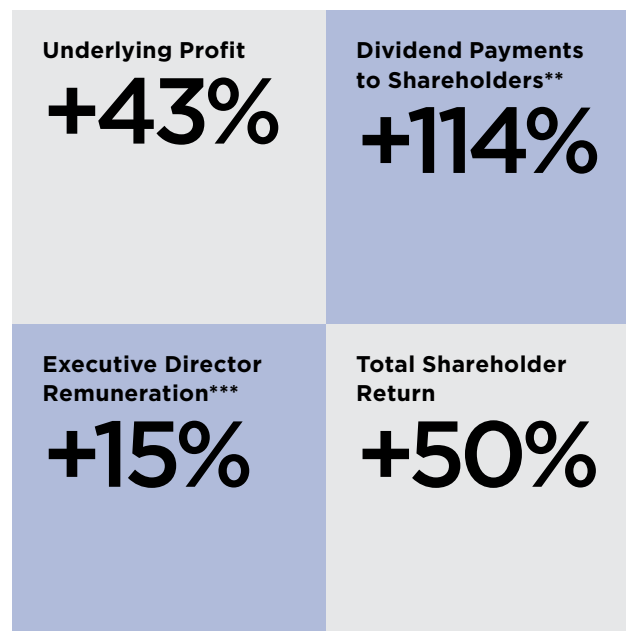 Underlying Profit
+43%
Dividend Payments
to Shareholders**
+114%
Executive Director
Remuneration***
+15%
Total Shareholder
Return
+50%